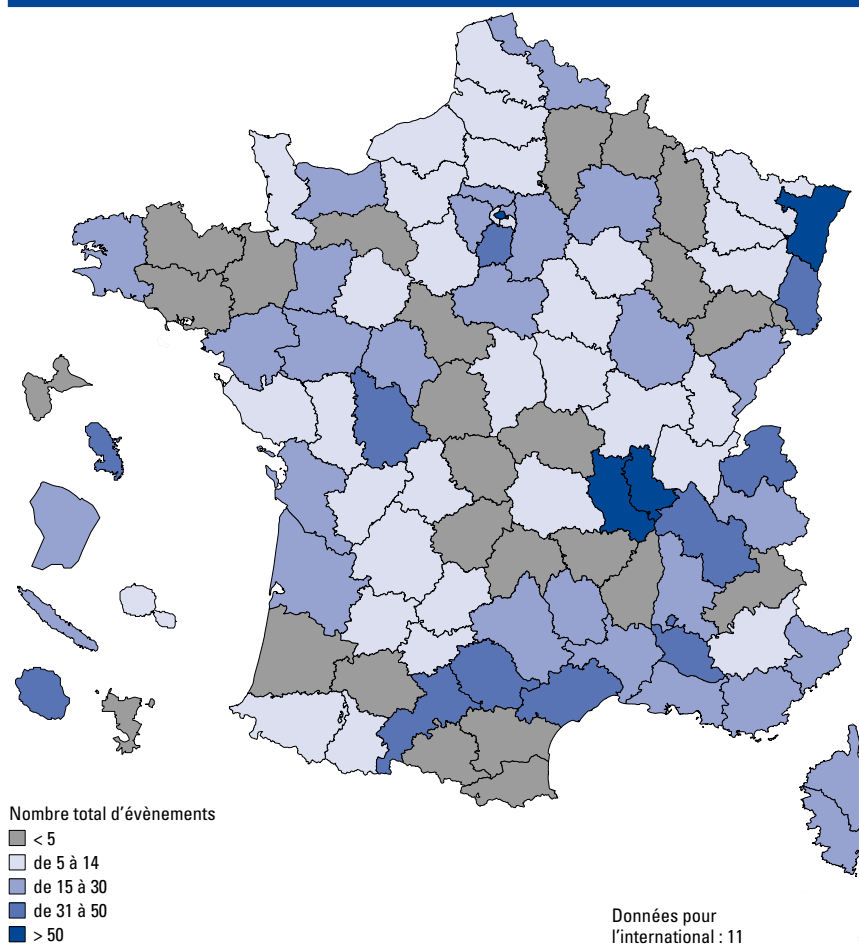 Nombre total d'évènements
< 5
de 5 à 14
de 15 à 30
de 31 à 50
> 50
Données pour
l'international : 11